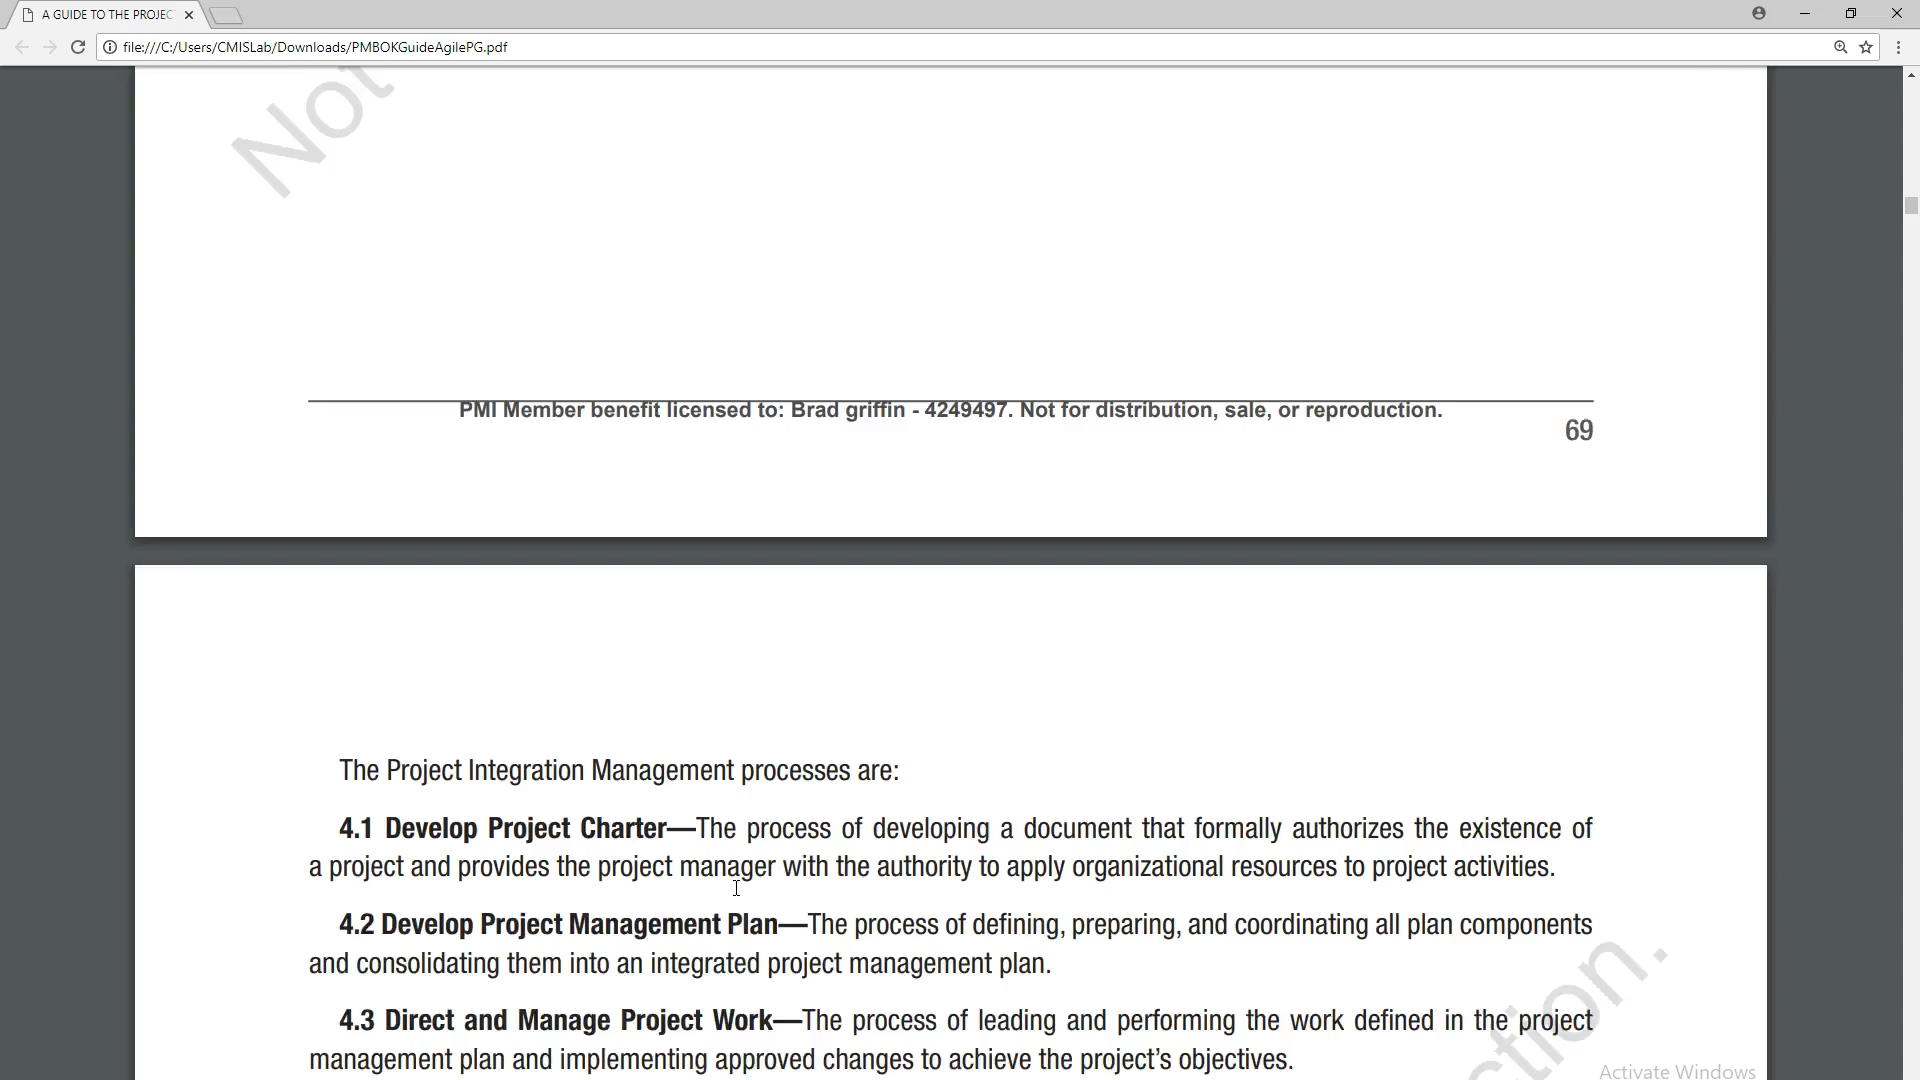 A GUIDE TO THE PROJEC
file:///C:/Users/CMISLab/Downloads/PMBOKGuideAgilePG.pdf
Not
PMI Member benefit licensed to: Brad griffin - 4249497. Not for distribution, sale, or reproduction.
69
The Project Integration Management processes are:
4.1 Develop Project Charter—The process of developing a document that formally authorizes the existence of
a project and provides the project manager with the authority to apply organizational resources to project activities.
4.2 Develop Project Management Plan—The process of defining, preparing, and coordinating all plan components
and consolidating them into an integrated project management plan.
4.3 Direct and Manage Project Work—The process of leading and performing the work defined in the project
management plan and implementing approved changes to achieve the project's objectives.
ction.
Activate Windows